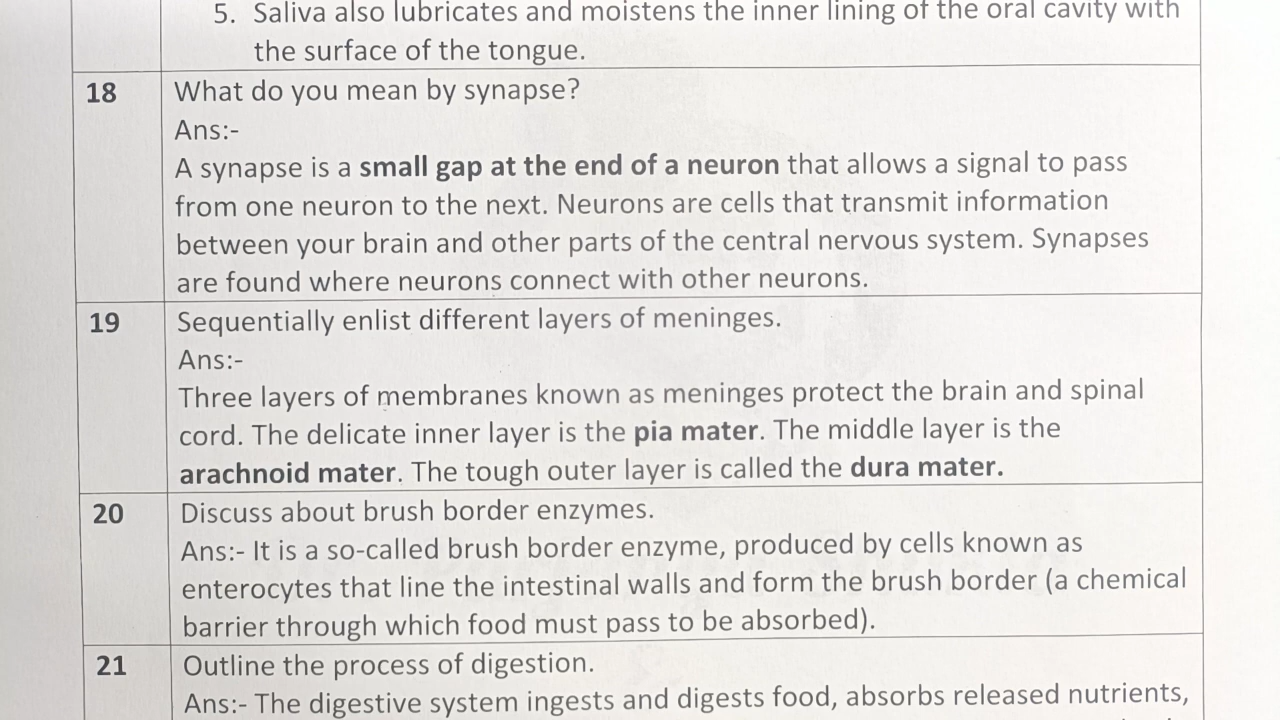 5. Saliva also lubricates and moistens the inner lining of the oral cavity with
the surface of the tongue.
18 What do you mean by synapse?
Ans:-
A synapse is a small gap at the end of a neuron that allows a signal to pass
from one neuron to the next. Neurons are cells that transmit information
between your brain and other parts of the central nervous system. Synapses
are found where neurons connect with other neurons.
19 Sequentially enlist different layers of meninges.
Ans:-
Three layers of membranes known as meninges protect the brain and spinal
cord. The delicate inner layer is the pia mater. The middle layer is the
arachnoid mater. The tough outer layer is called the dura mater.
20 Discuss about brush border enzymes.
Ans:- It is a so-called brush border enzyme, produced by cells known as
enterocytes that line the intestinal walls and form the brush border (a chemical
barrier through which food must pass to be absorbed).
21 Outline the process of digestion.
Ans:- The digestive system ingests and digests food, absorbs released nutrients,